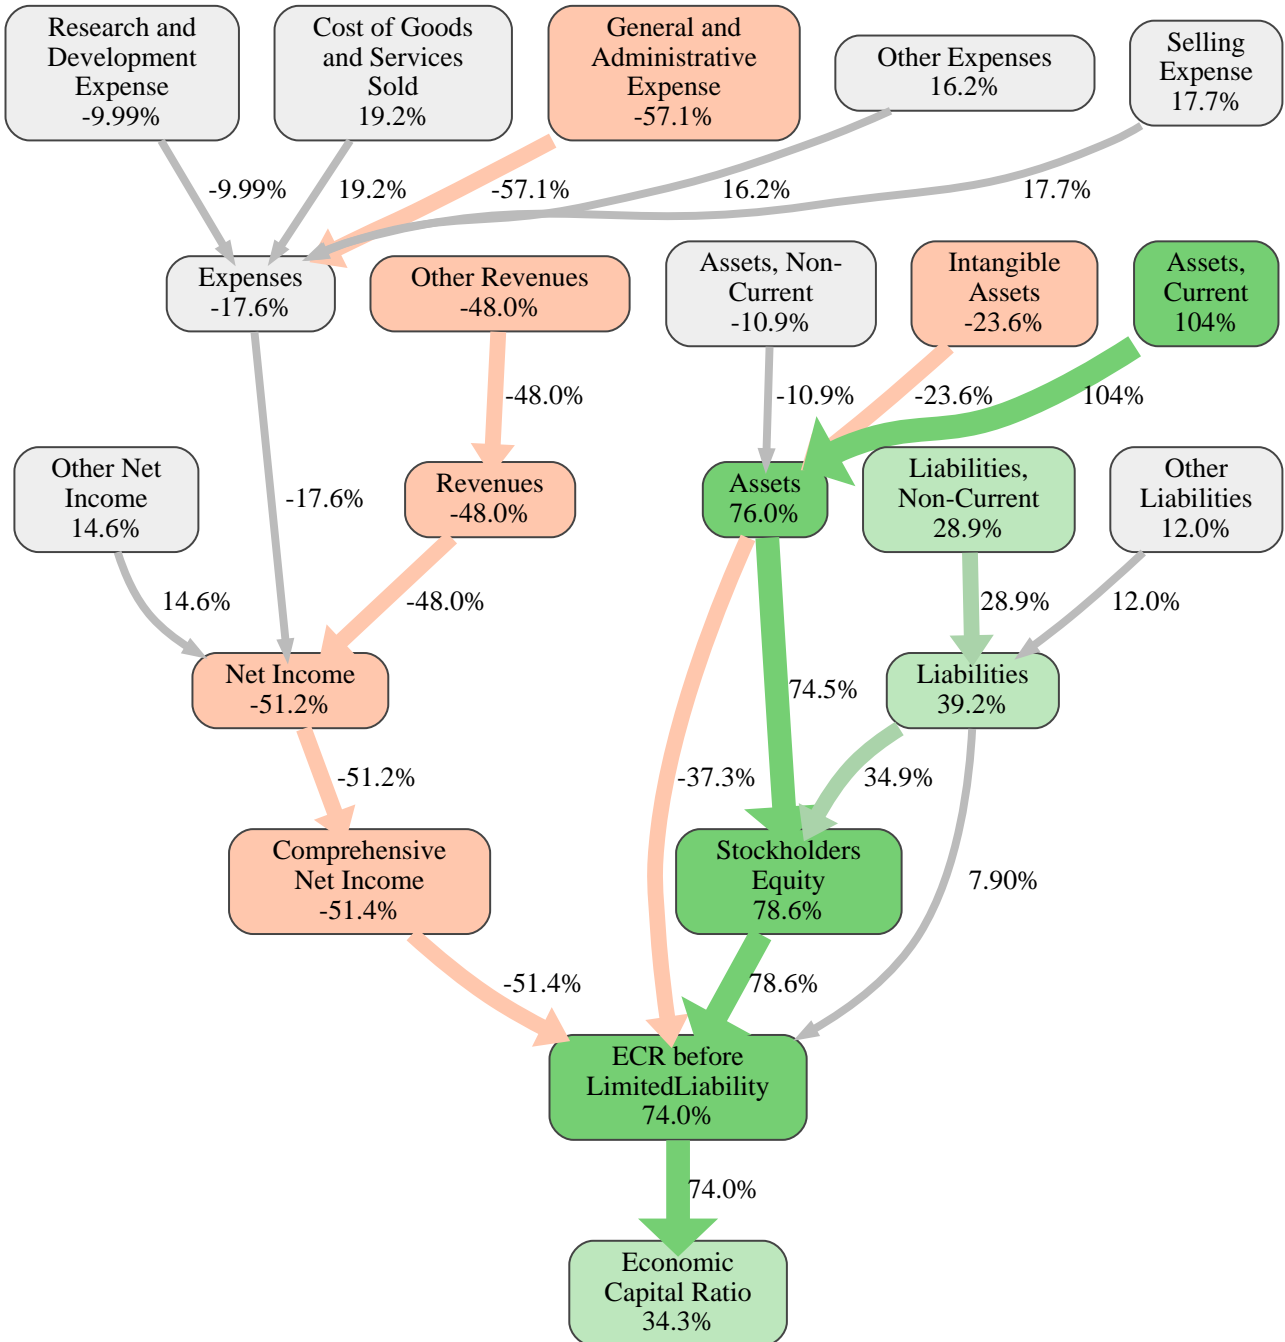 Research and
Development
Expense
-9.99%
Cost of Goods
and Services
Sold
19.2%
General and
Administrative
Expense
-57.1%
Other Expenses
16.2%
Selling
Expense
17.7%
-9.99%
19.2%
-57.1%
16.2%
17.7%
Expenses
-17.6%
Other Revenues
-48.0%
Assets, Non-
Current
-10.9%
Intangible
Assets
-23.6%
Assets,
Current
104%
-48.0%
-10.9%
-23.6%
104%
Other Net
Income
14.6%
-17.6%
Revenues
-48.0%
Assets
76.0%
Liabilities,
Non-Current
28.9%
Other
Liabilities
12.0%
14.6%
-48.0%
28.9%
12.0%
Net Income
-51.2%
74.5%
Liabilities
39.2%
-51.2%
-37.3%
34.9%
Comprehensive
Net Income
-51.4%
Stockholders
Equity
78.6%
7.90%
-51.4%
78.6%
ECR before
LimitedLiability
74.0%
74.0%
Economic
Capital Ratio
34.3%